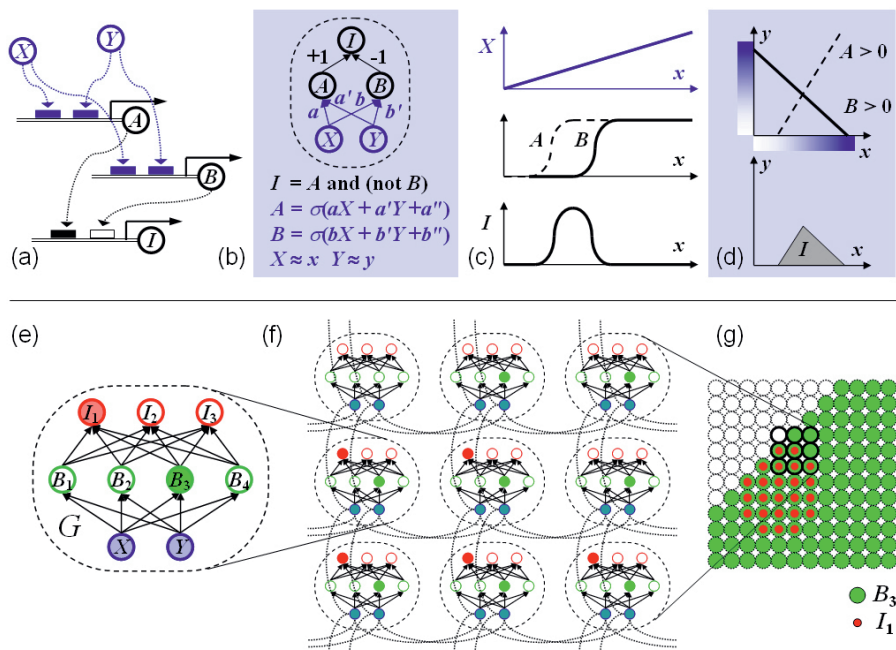 X
Y
A
B
I
(a)
I
+1
-1
A
B
a
a'
b
b'
X
Y
I = A and (not B)
A = σ(aX + a'Y+a'')
B = σ(bX + b'Y+b'')
X ≈ x Y ≈ y
(b)
X
x
A
B
x
I
x
(c)
y
A > 0
B > 0
x
y
I
x
(d)
(e)
I1
I2
I3
B1
B2
B3
B4
G
X
Y
(f)
(g)
B3
I1